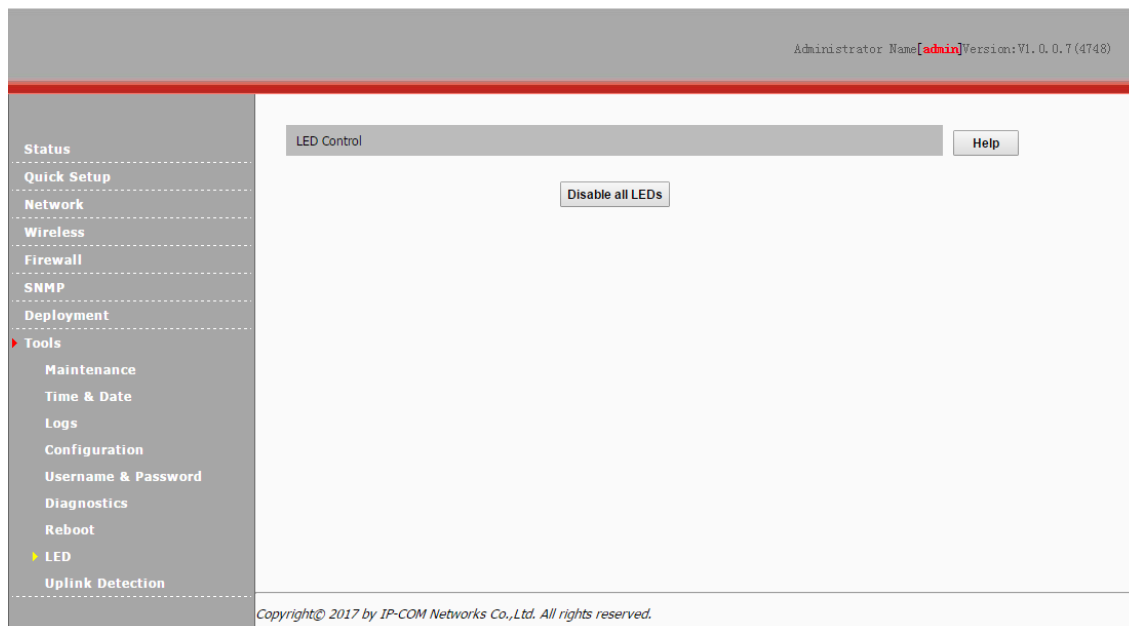 Administrator Name[admin]Version:V1.0.0.7(4748)
Status
Quick Setup
Network
Wireless
Firewall
SNMP
Deployment
Tools
Maintenance
Time & Date
Logs
Configuration
Username & Password
Diagnostics
Reboot
LED
Uplink Detection
LED Control
Help
Disable all LEDs
Copyright© 2017 by IP-COM Networks Co.,Ltd. All rights reserved.